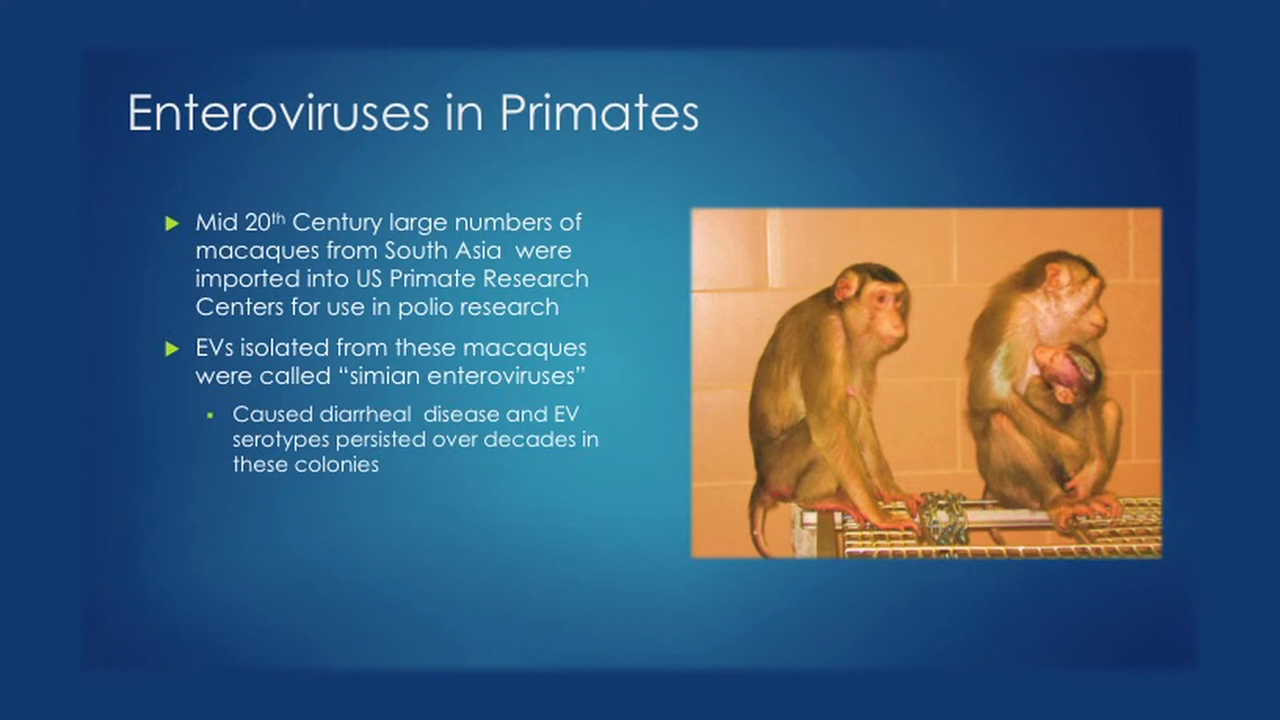 Enteroviruses in Primates
Mid 20th Century large numbers of
macaques from South Asia  were
imported into US Primate Research
Centers for use in polio research
EVs isolated from these macaques
were called “simian enteroviruses”
Caused diarrheal  disease and EV
serotypes persisted over decades in
these colonies